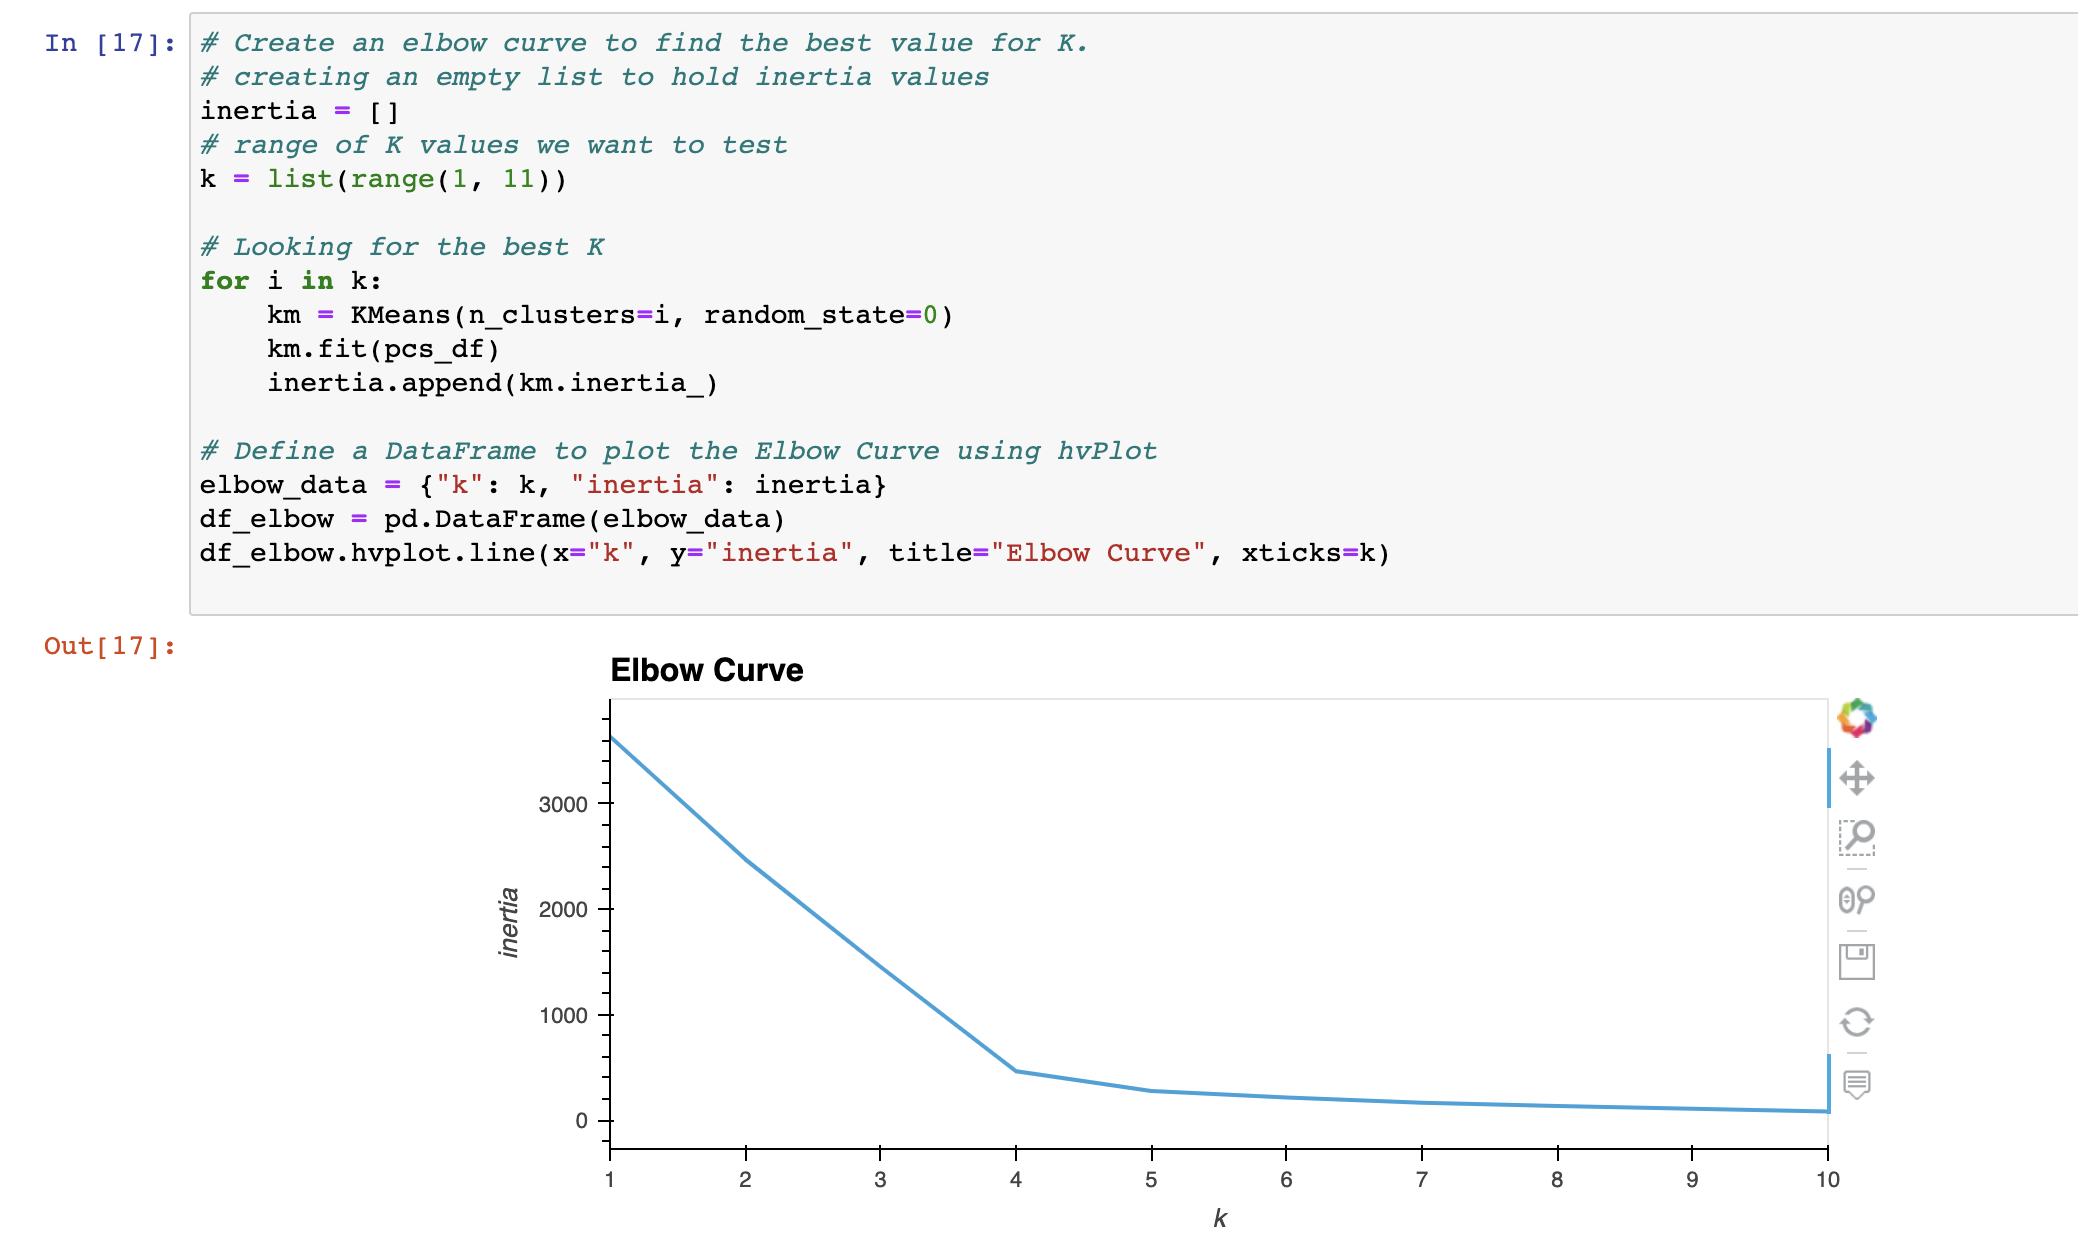 In [17]:
# Create an elbow curve to find the best value for K.
# creating an empty list to hold inertia values
inertia = []
# range of K values we want to test
k = list(range(1, 11))

# Looking for the best K
for i in k:
    km = KMeans(n_clusters=i, random_state=0)
    km.fit(pcs_df)
    inertia.append(km.inertia_)

# Define a DataFrame to plot the Elbow Curve using hvPlot
elbow_data = {"k": k, "inertia": inertia}
df_elbow = pd.DataFrame(elbow_data)
df_elbow.hvplot.line(x="k", y="inertia", title="Elbow Curve", xticks=k)
Out[17]:
Elbow Curve
3000
2000
1000
0
inertia
1 2 3 4 5 6 7 8 9 10
k